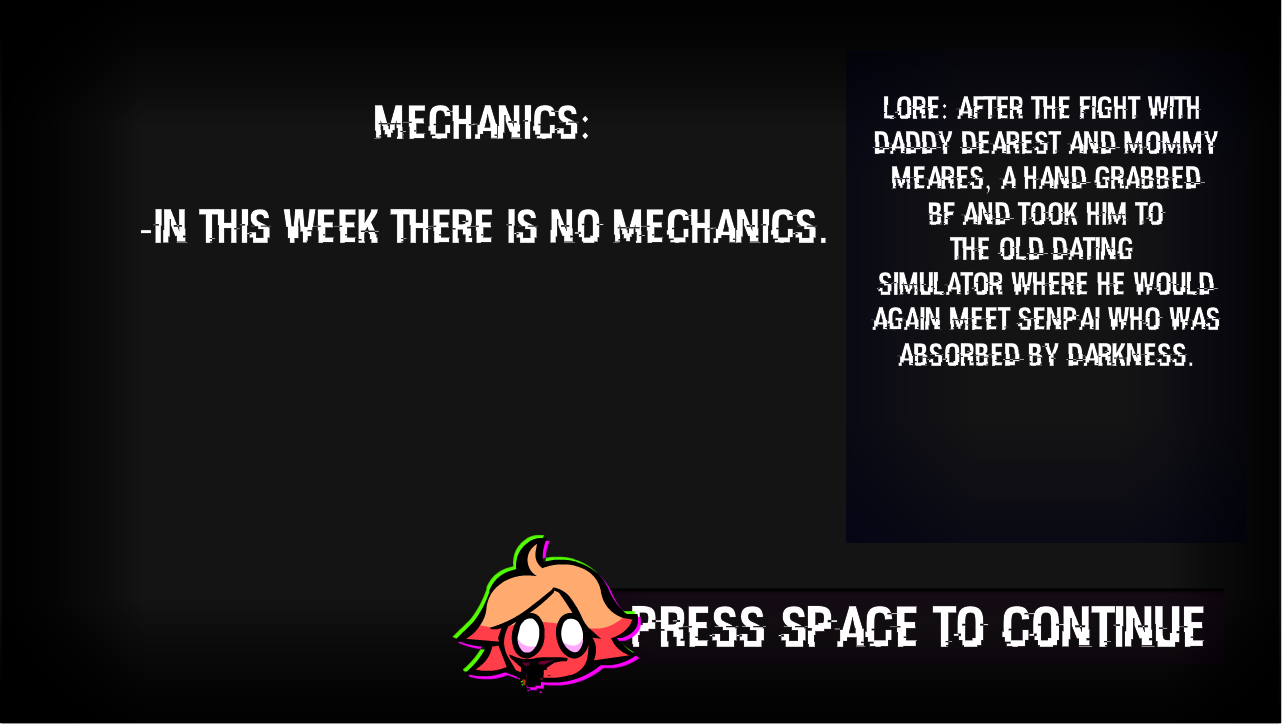 MECHANICS:
-IN THIS WEEK THERE IS NO MECHANICS.
LORE: AFTER THE FIGHT WITH
DADDY DEAREST AND MOMMY
MEARES, A HAND GRABBED
BF AND TOOK HIM TO
THE OLD DATING
SIMULATOR WHERE HE WOULD
AGAIN MEET SENPAI WHO WAS
ABSORBED BY DARKNESS.
PRESS SPACE TO CONTINUE